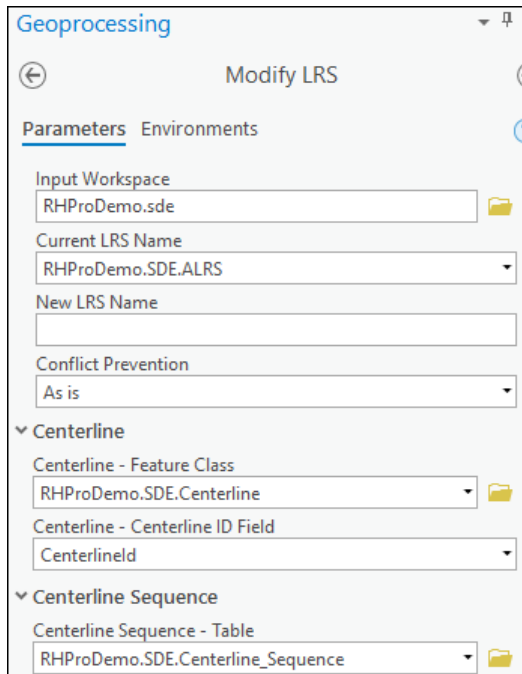 Geoprocessing
Modify LRS
Parameters Environments
Input Workspace
RHProDemo.sde
Current LRS Name
RHProDemo.SDE.ALRS
New LRS Name
Conflict Prevention
As is
Centerline
Centerline - Feature Class
RHProDemo.SDE.Centerline
Centerline - Centerline ID Field
CenterlineId
Centerline Sequence
Centerline Sequence - Table
RHProDemo.SDE.Centerline_Sequence